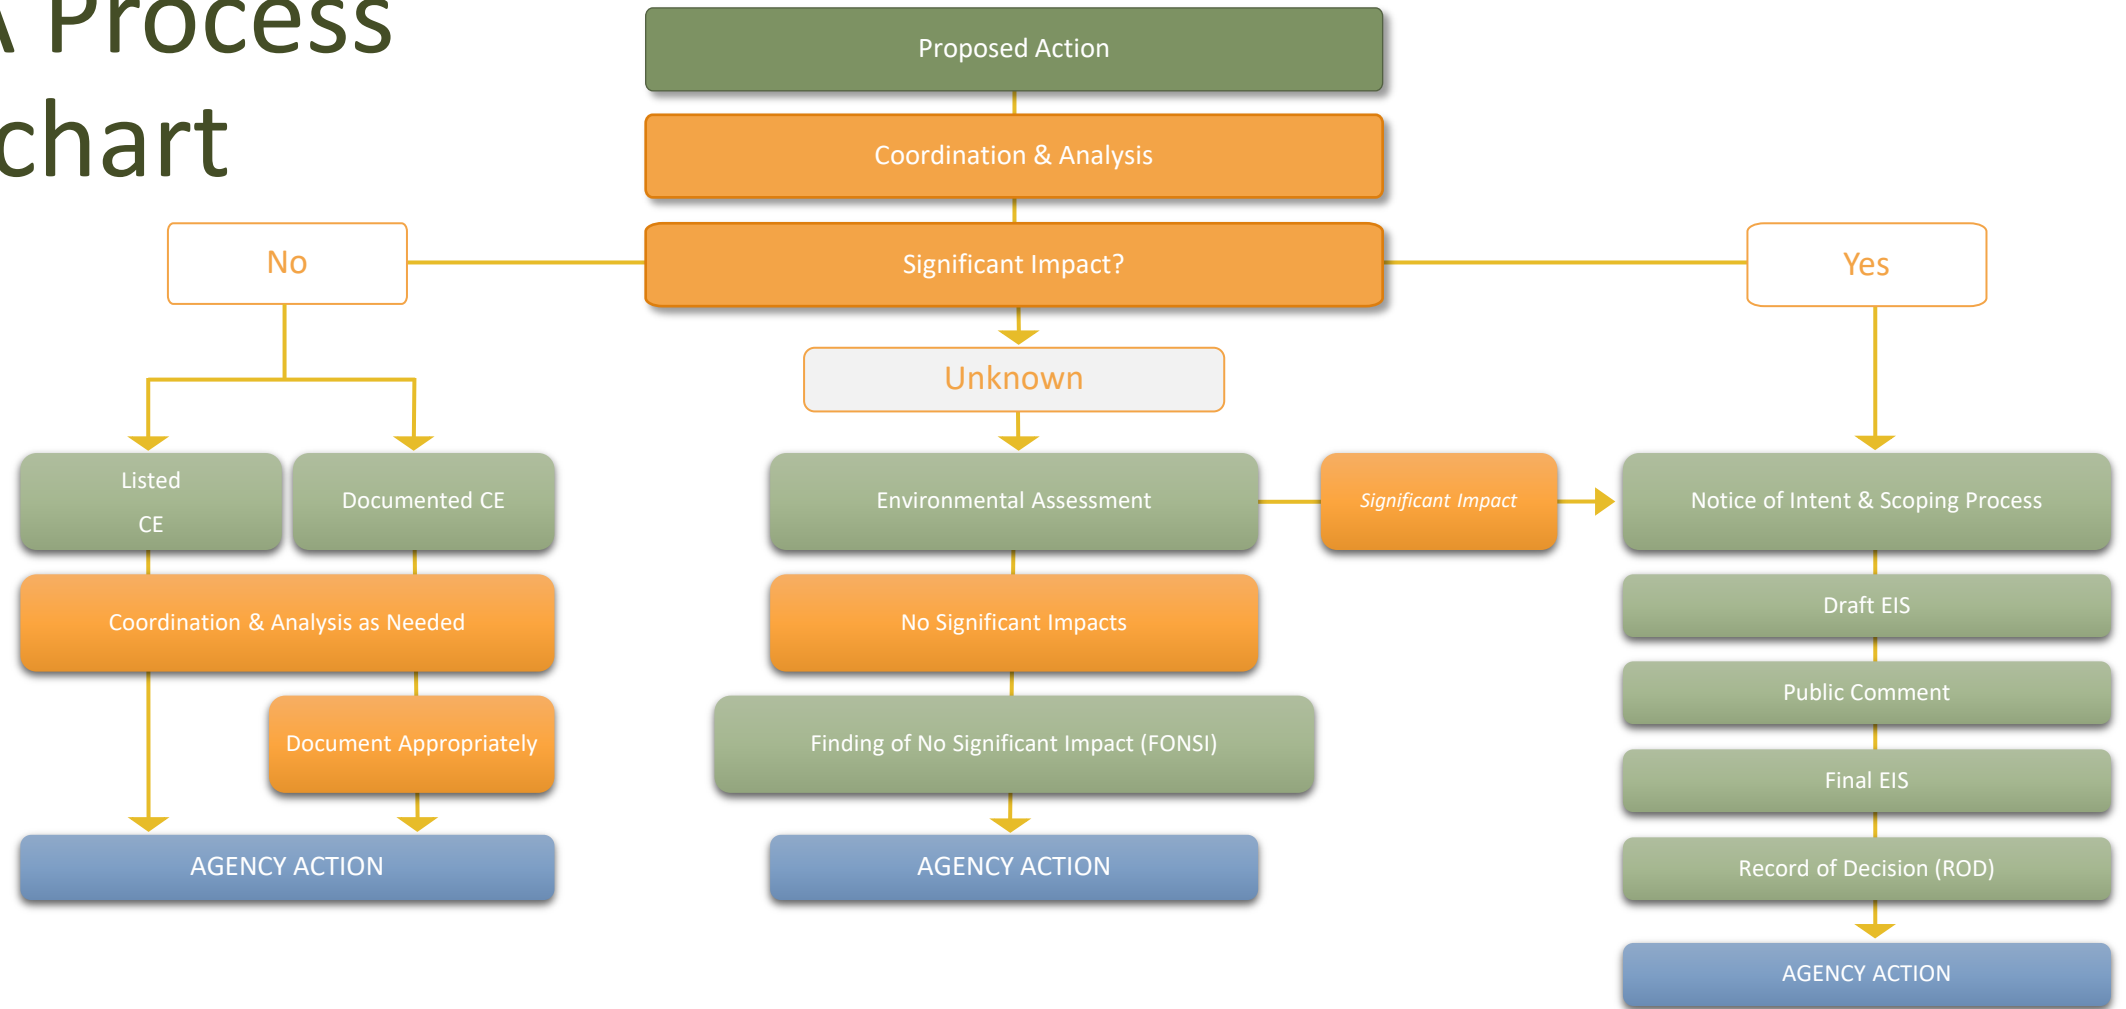 A Process
chart
Proposed Action
Coordination & Analysis
No
Significant Impact?
Yes
Unknown
Listed
CE
Documented CE
Environmental Assessment
Significant Impact
Notice of Intent & Scoping Process
Coordination & Analysis as Needed
No Significant Impacts
Draft EIS
Public Comment
Document Appropriately
Finding of No Significant Impact (FONSI)
Final EIS
AGENCY ACTION
AGENCY ACTION
Record of Decision (ROD)
AGENCY ACTION